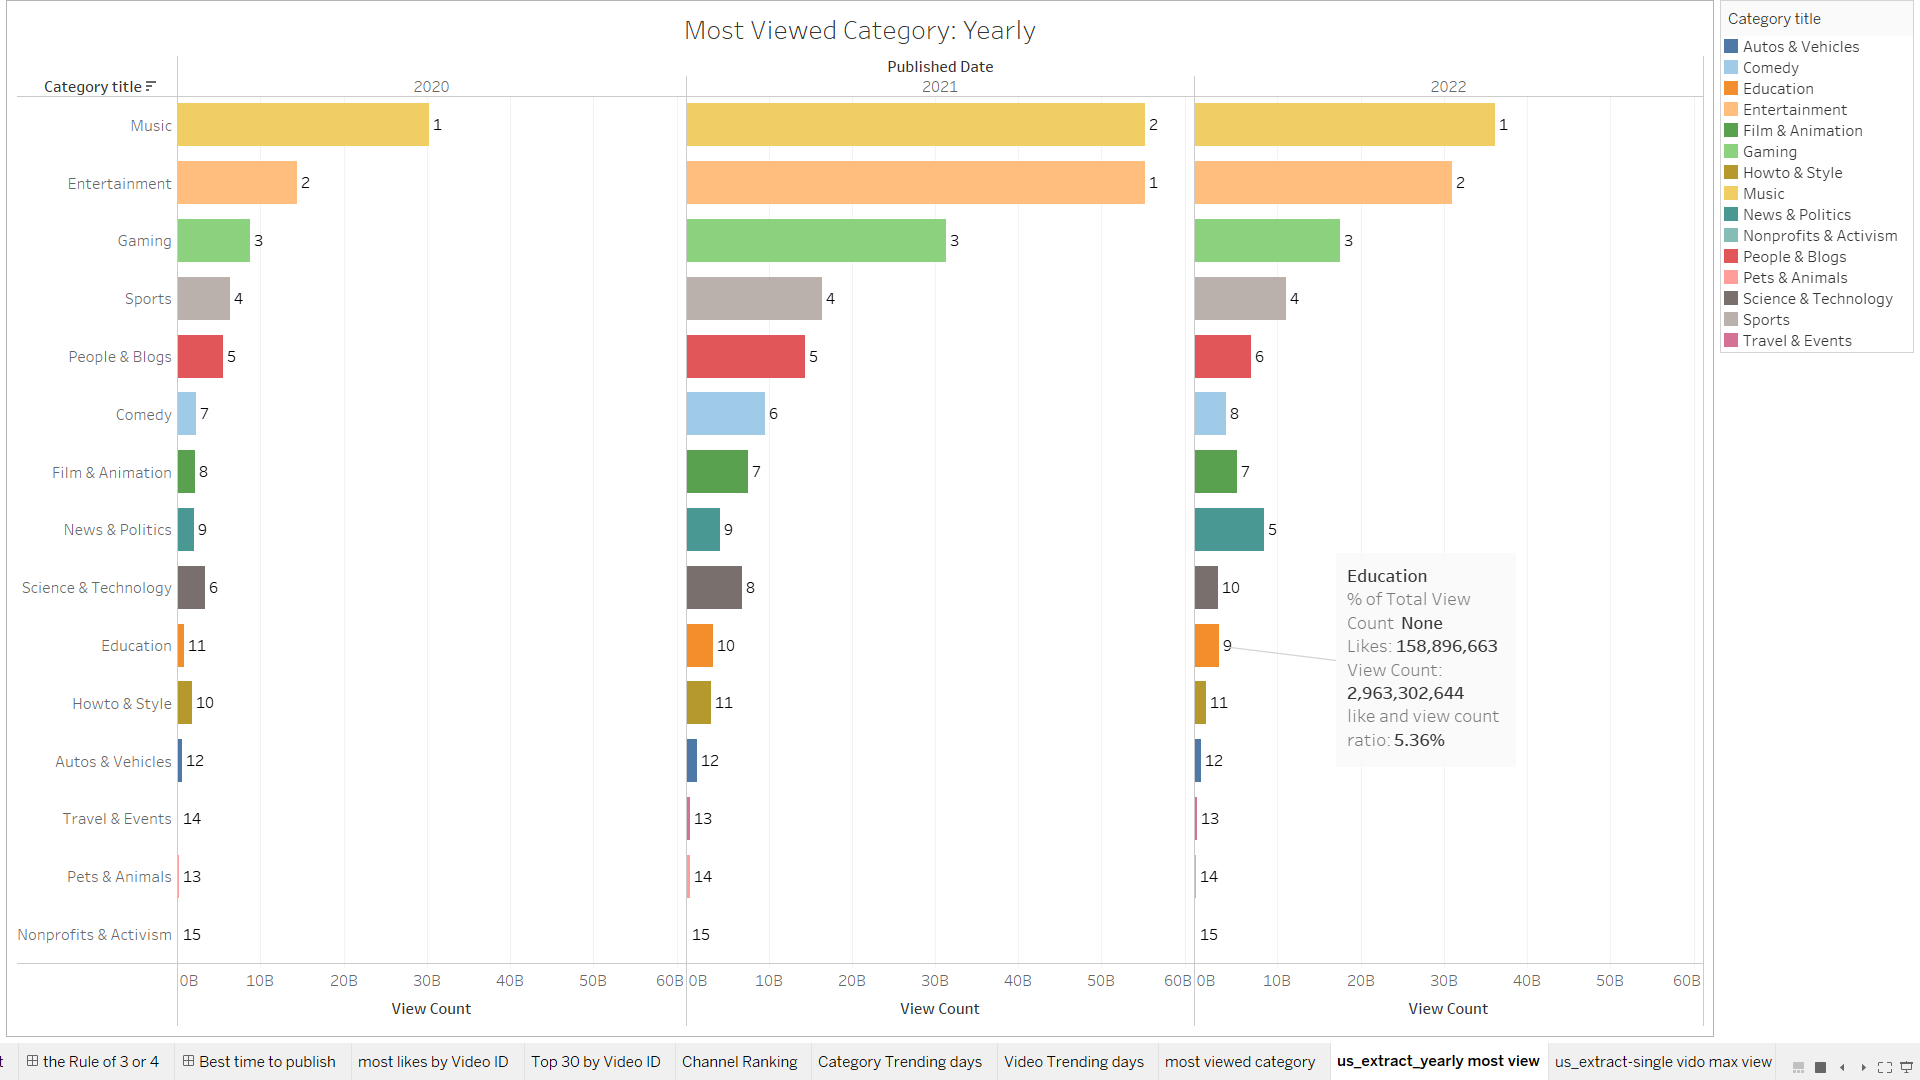 Most Viewed Category: Yearly
Published Date
Category title
2020
2021
2022
Music
1
2
1
Entertainment
2
1
2
Gaming
3
3
3
Sports
4
4
4
People & Blogs
5
5
6
Comedy
7
6
8
Film & Animation
8
7
7
News & Politics
9
9
5
Science & Technology
6
8
10
Education
11
10
9
Howto & Style
10
11
11
Autos & Vehicles
12
12
12
Travel & Events
14
13
13
Pets & Animals
13
14
14
Nonprofits & Activism
15
15
15
Education
% of Total View
Count None
Likes: 158,896,663
View Count:
2,963,302,644
like and view count
ratio: 5.36%
0B 10B 20B 30B 40B 50B 60B
0B 10B 20B 30B 40B 50B 60B
0B 10B 20B 30B 40B 50B 60B
View Count
View Count
View Count
Category title
Autos & Vehicles
Comedy
Education
Entertainment
Film & Animation
Gaming
Howto & Style
Music
News & Politics
Nonprofits & Activism
People & Blogs
Pets & Animals
Science & Technology
Sports
Travel & Events
t
the Rule of 3 or 4
Best time to publish
most likes by Video ID
Top 30 by Video ID
Channel Ranking
Category Trending days
Video Trending days
most viewed category
us_extract_yearly most view
us_extract-single vido max view